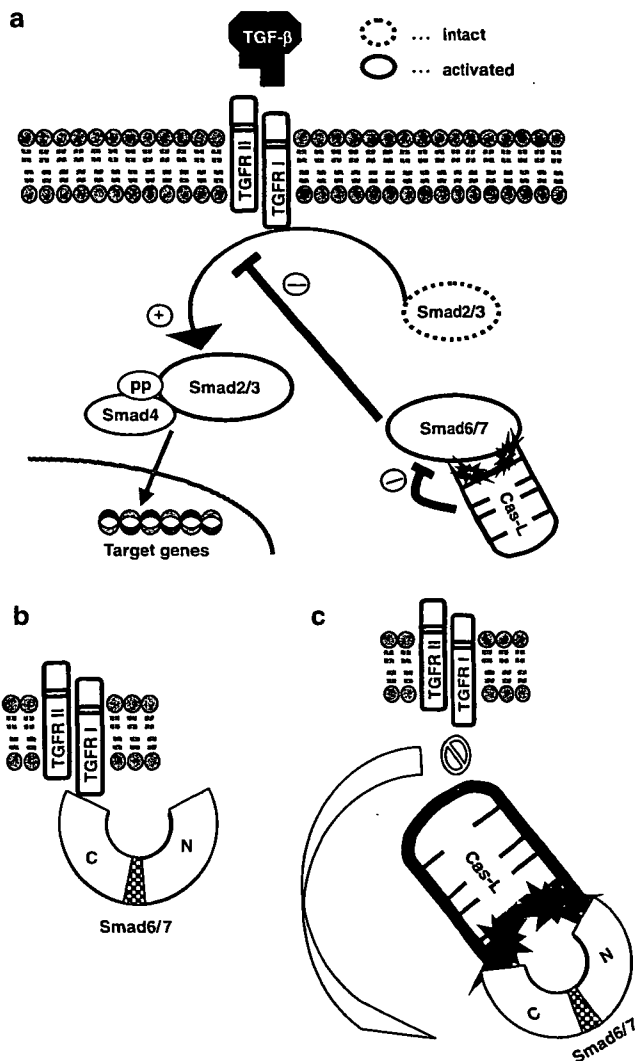 a
TGF-β
... intact
... activated
TGFR II
TGFR I
−
Smad2/3
+
pp
Smad2/3
Smad4
Smad6/7
−
Cas-L
Target genes
b
TGFR II
TGFR I
C
N
Smad6/7
c
TGFR II
TGFR I
Cas-L
N
C
Smad6/7